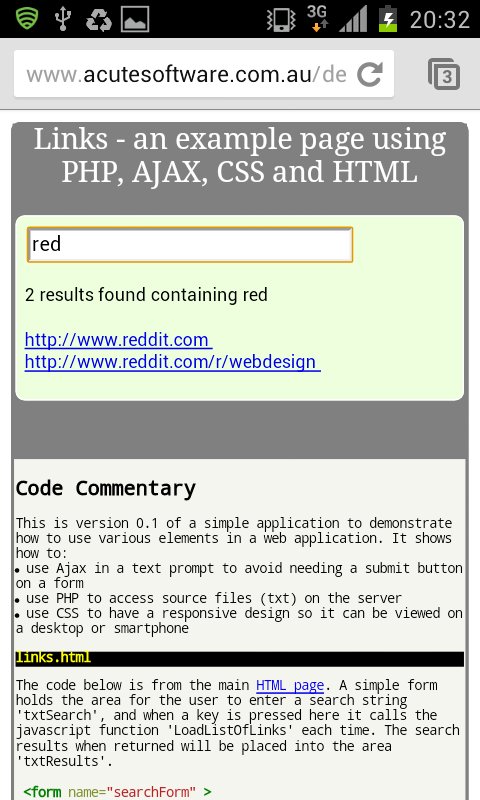 3G 20:32
www.acutesoftware.com.au/de 3
Links - an example page using
PHP, AJAX, CSS and HTML
red
2 results found containing red
http://www.reddit.com
http://www.reddit.com/r/webdesign
Code Commentary
This is version 0.1 of a simple application to demonstrate
how to use various elements in a web application. It shows
how to:
• use Ajax in a text prompt to avoid needing a submit button
on a form
• use PHP to access source files (txt) on the server
• use CSS to have a responsive design so it can be viewed on
a desktop or smartphone
links.html
The code below is from the main HTML page. A simple form
holds the area for the user to enter a search string
'txtSearch', and when a key is pressed here it calls the
javascript function 'LoadListOfLinks' each time. The search
results when returned will be placed into the area
'txtResults'.
<form name="searchForm" >